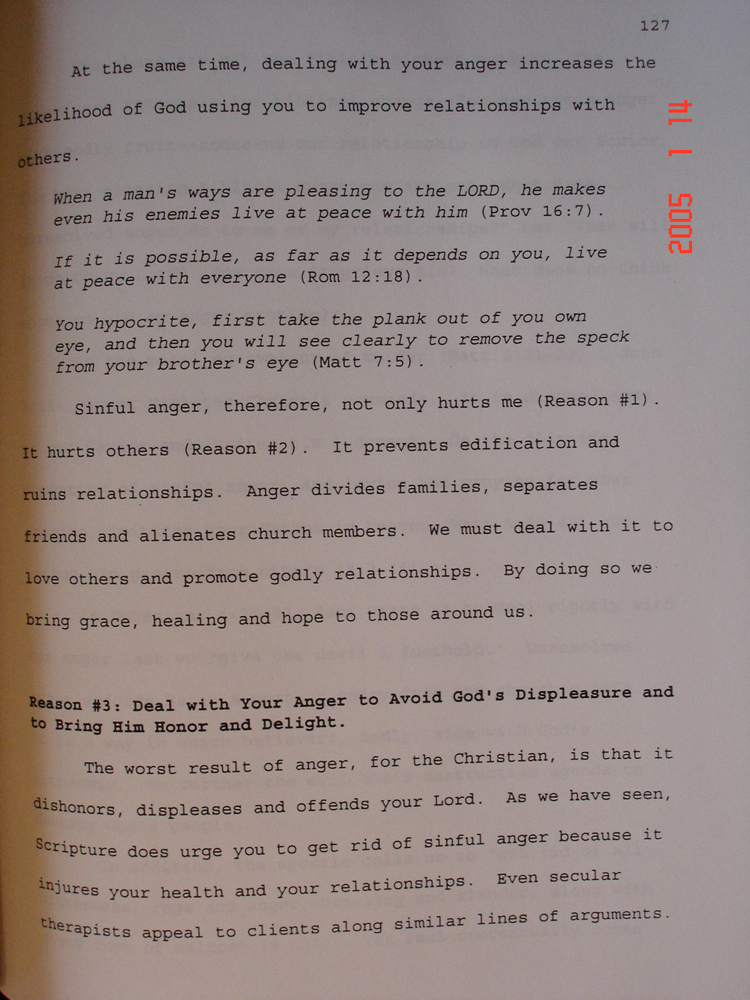 127
At the same time, dealing with your anger increases the
likelihood of God using you to improve relationships with
others.
When a man's ways are pleasing to the LORD, he makes
even his enemies live at peace with him (Prov 16:7).
If it is possible, as far as it depends on you, live
at peace with everyone (Rom 12:18).
You hypocrite, first take the plank out of you own
eye, and then you will see clearly to remove the speck
from your brother's eye (Matt 7:5).
Sinful anger, therefore, not only hurts me (Reason #1).
It hurts others (Reason #2). It prevents edification and
ruins relationships. Anger divides families, separates
friends and alienates church members. We must deal with it to
love others and promote godly relationships. By doing so we
bring grace, healing and hope to those around us.
Reason #3: Deal with Your Anger to Avoid God's Displeasure and
to Bring Him Honor and Delight.
The worst result of anger, for the Christian, is that it
dishonors, displeases and offends your Lord. As we have seen,
Scripture does urge you to get rid of sinful anger because it
injures your health and your relationships. Even secular
therapists appeal to clients along similar lines of arguments.
2005 1 14